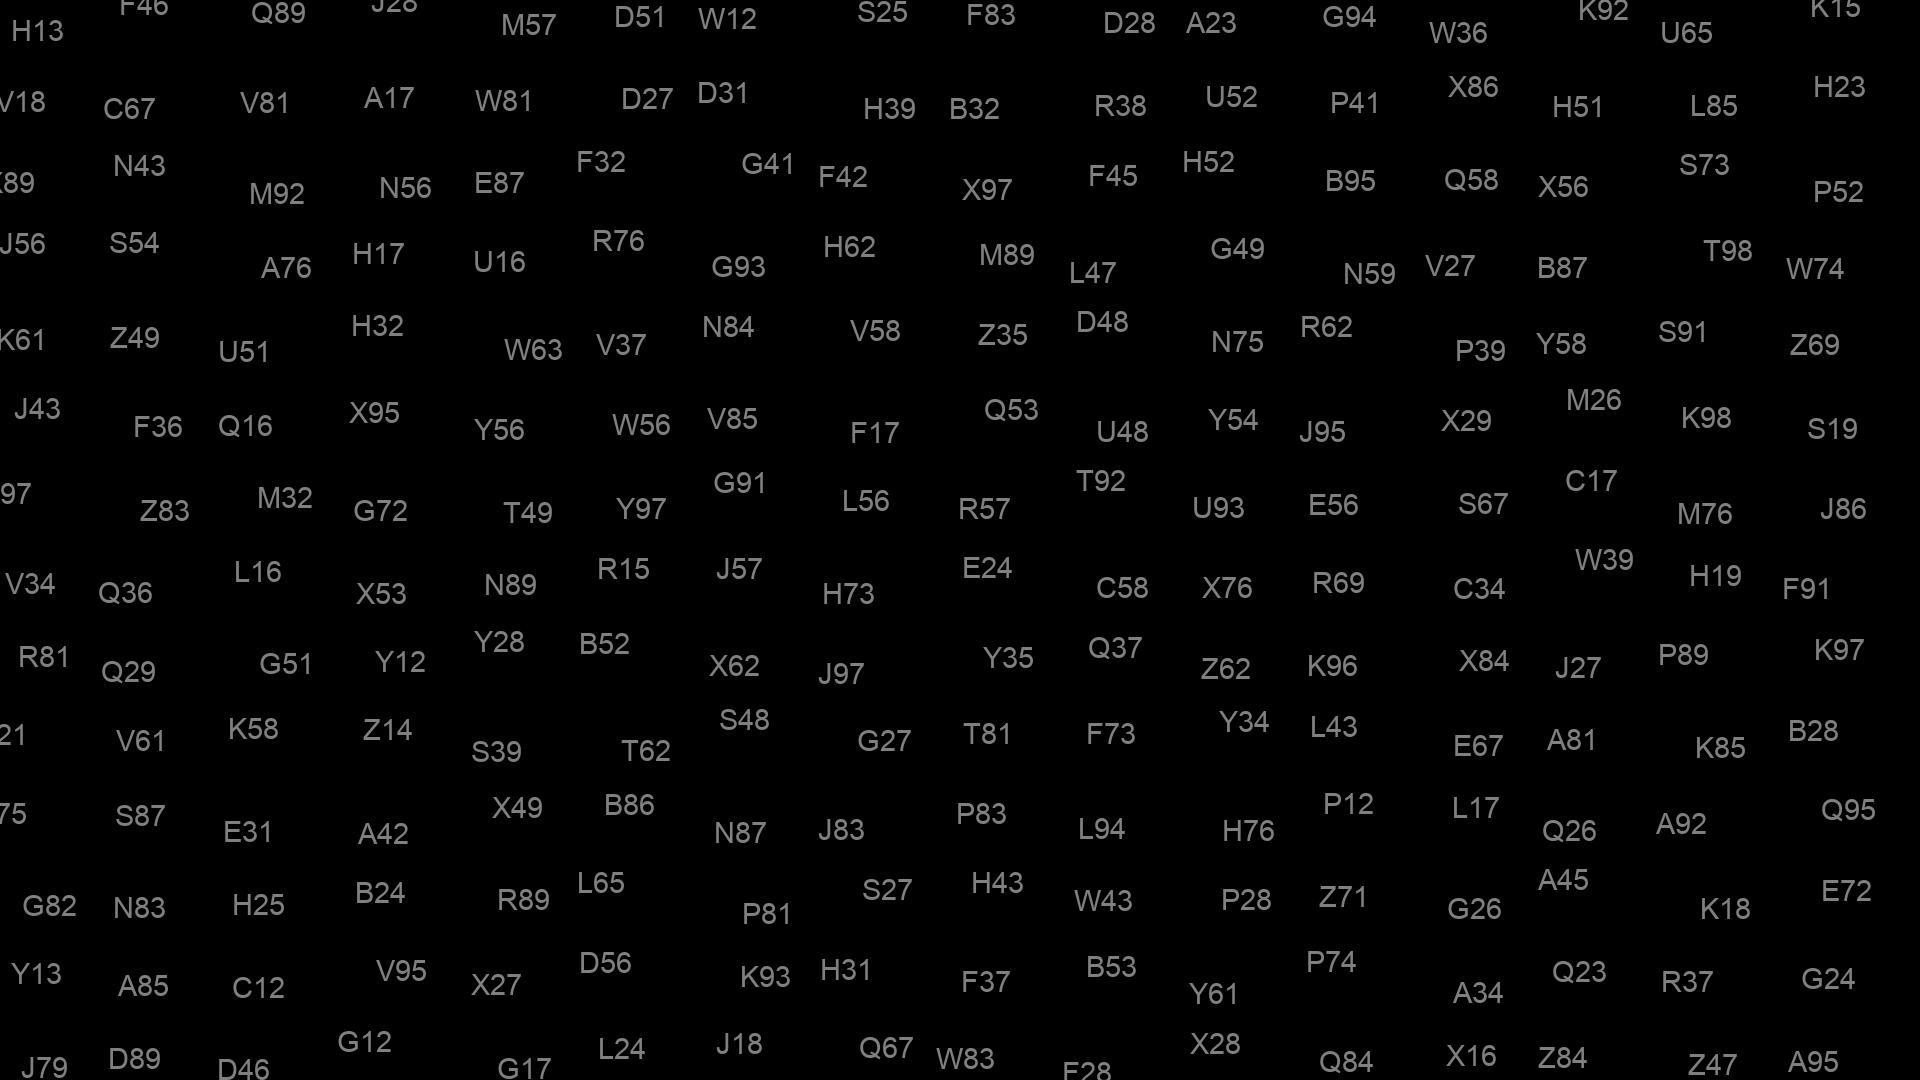 H13 F46 Q89 J28 M57 D51 W12 S25 F83 D28 A23 G94 W36 K92 U65 K15
V18 C67 V81 A17 W81 D27 D31 H39 B32 R38 U52 P41 X86 H51 L85 H23
89 N43 M92 N56 E87 F32 G41 F42 X97 F45 H52 B95 Q58 X56 S73 P52
J56 S54 A76 H17 U16 R76 G93 H62 M89 L47 G49 N59 V27 B87 T98 W74
K61 Z49 U51 H32 W63 V37 N84 V58 Z35 D48 N75 R62 P39 Y58 S91 Z69
J43 F36 Q16 X95 Y56 W56 V85 F17 Q53 U48 Y54 J95 X29 M26 K98 S19
97 Z83 M32 G72 T49 Y97 G91 L56 R57 T92 U93 E56 S67 C17 M76 J86
V34 Q36 L16 X53 N89 R15 J57 H73 E24 C58 X76 R69 C34 W39 H19 F91
R81 Q29 G51 Y12 Y28 B52 X62 J97 Y35 Q37 Z62 K96 X84 J27 P89 K97
21 V61 K58 Z14 S39 T62 S48 G27 T81 F73 Y34 L43 E67 A81 K85 B28
75 S87 E31 A42 X49 B86 N87 J83 P83 L94 H76 P12 L17 Q26 A92 Q95
G82 N83 H25 B24 R89 L65 P81 S27 H43 W43 P28 Z71 G26 A45 K18 E72
Y13 A85 C12 V95 X27 D56 K93 H31 F37 B53 Y61 P74 A34 Q23 R37 G24
J79 D89 D46 G12 G17 L24 J18 Q67 W83 X28 Q84 X16 Z84 Z47 A95